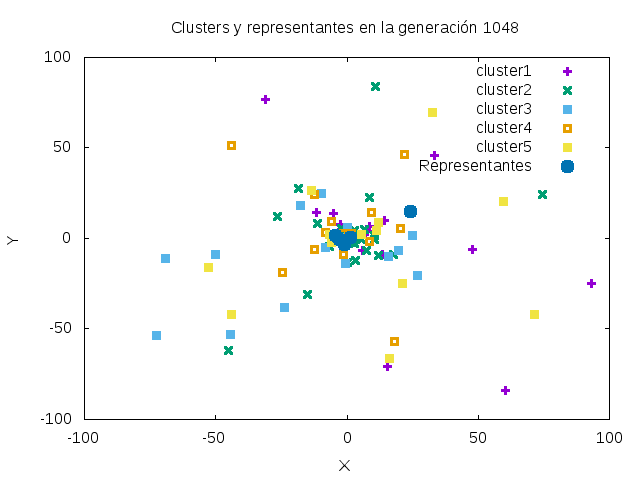 Clusters y representantes en la generación 1048
100
50
0
-50
-100
Y
-100
-50
0
50
100
X
cluster1
cluster2
cluster3
cluster4
cluster5
Representantes